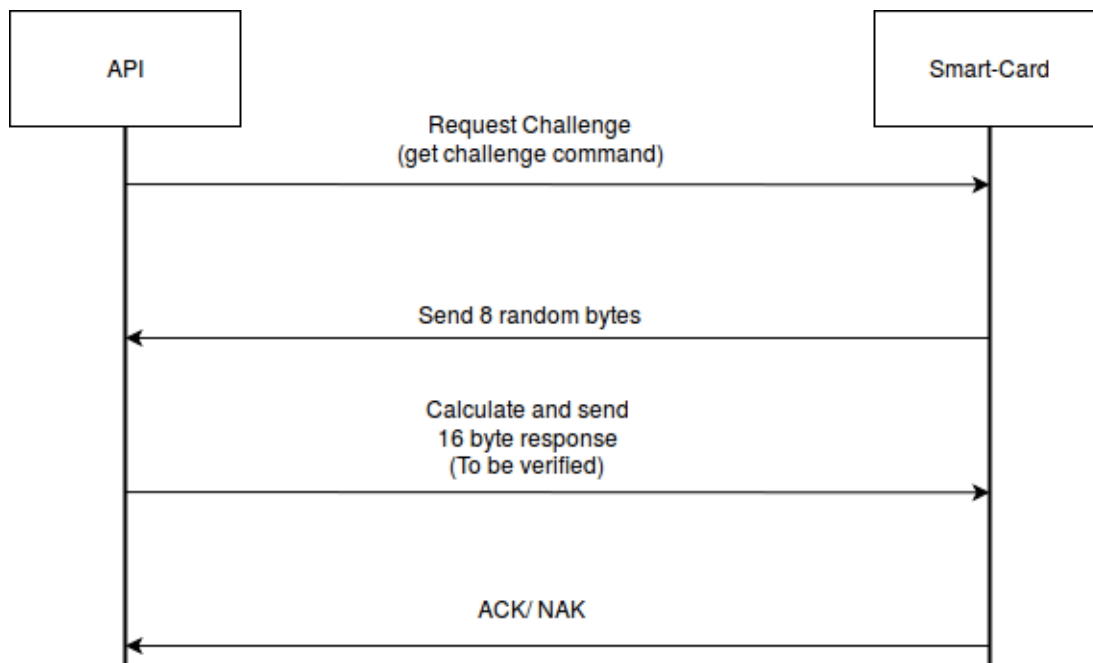 API
Smart-Card
Request Challenge
(get challenge command)
Send 8 random bytes
Calculate and send
16 byte response
(To be verified)
ACK/ NAK